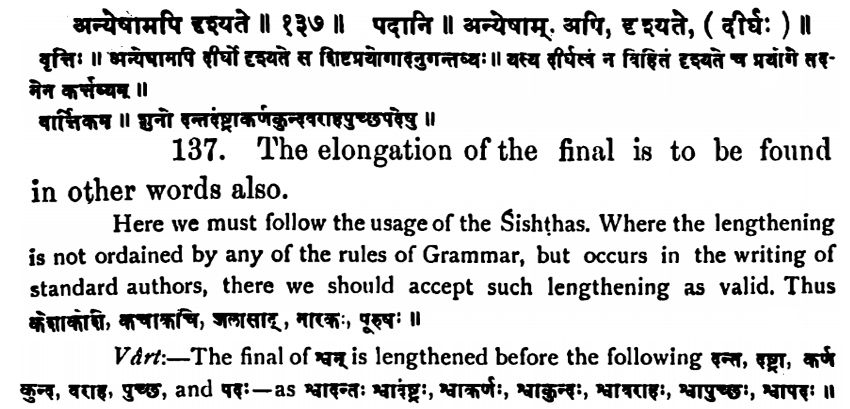 अन्येषामपि दृश्यते ॥ १३७ ॥ पदानि ॥ अन्येषाम्, अपि, दृश्यते, ( दीर्घः ) ॥
वृत्तिः ॥ अन्येषामपि दीर्घो दृश्यते स शिष्टप्रयोगादनुगन्तव्यः ॥ यस्य दीर्घत्वं न विहितं दृश्यते च प्रयोगे तद-
नेन कर्त्तव्यम् ॥
वार्त्तिकम् ॥ शुनो दन्तदंष्ट्राकर्णकुन्दवराहपुच्छपदेषु ॥
137. The elongation of the final is to be found
in other words also.
Here we must follow the usage of the Śishṭhas. Where the lengthening
is not ordained by any of the rules of Grammar, but occurs in the writing of
standard authors, there we should accept such lengthening as valid. Thus
केशाकेशि, कचाकचि, जलासाद्, नारकः, पूरुषः ॥
Vârt:—The final of श्वन् is lengthened before the following दन्त, दंष्ट्रा, कर्ण
कुन्द, वराह, पुच्छ, and पदः—as श्वादन्तः श्वादंष्ट्रः, श्वाकर्णः, श्वाकुन्दः, श्वावराहः, श्वापुच्छः, श्वापदः ॥